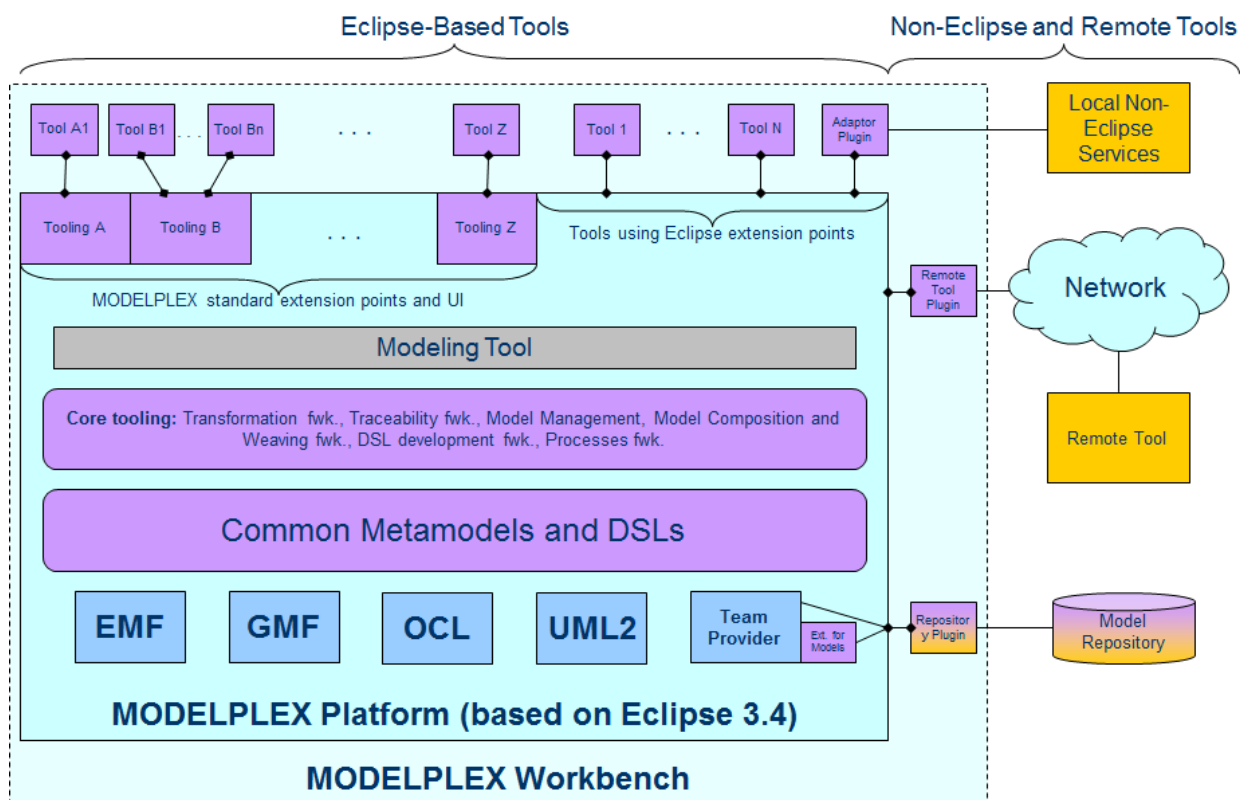 Eclipse-Based Tools
Non-Eclipse and Remote Tools
Tool A1
Tool B1
. . .
Tool Bn
. . .
Tool Z
Tool 1
. . .
Tool N
Adaptor
Plugin
Local Non-
Eclipse
Services
Tooling A
Tooling B
. . .
Tooling Z
Tools using Eclipse extension points
MODELPLEX standard extension points and UI
Remote
Tool
Plugin
Network
Modeling Tool
Core tooling: Transformation fwk., Traceability fwk., Model Management, Model Composition and
Weaving fwk., DSL development fwk., Processes fwk.
Remote Tool
Common Metamodels and DSLs
EMF
GMF
OCL
UML2
Team
Provider
Ext. for
Models
Repositor
y Plugin
Model
Repository
MODELPLEX Platform (based on Eclipse 3.4)
MODELPLEX Workbench